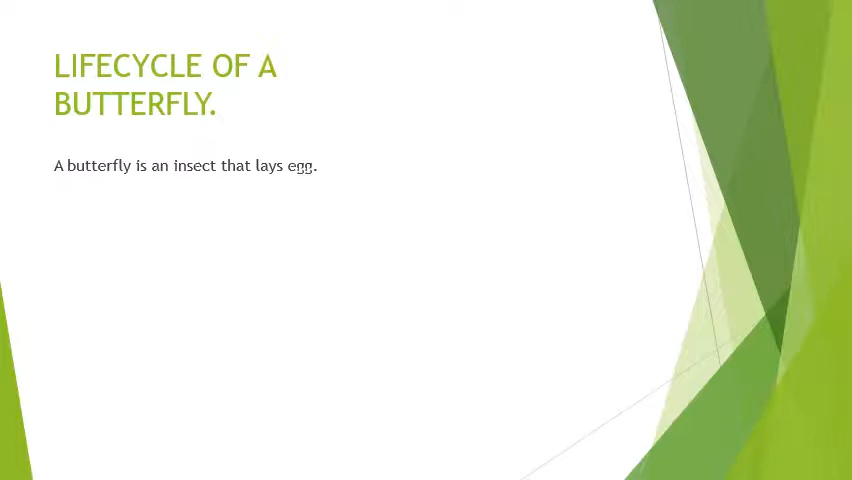 LIFECYCLE OF A
BUTTERFLY.
A butterfly is an insect that lays egg.